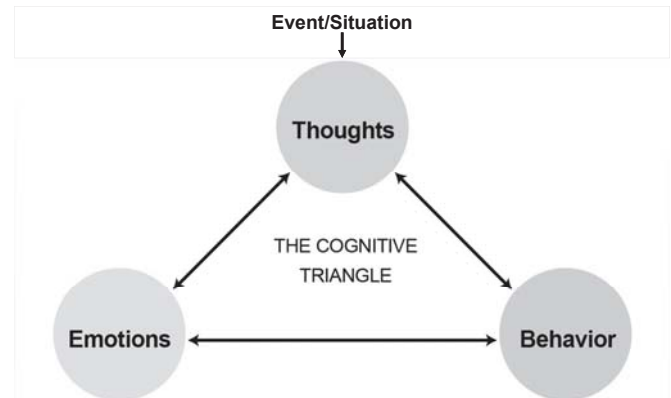 Event/Situation
Thoughts
THE COGNITIVE
TRIANGLE
Emotions
Behavior